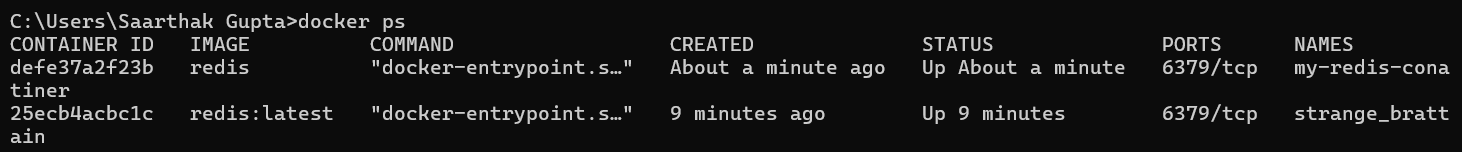 C:\Users\Saarthak Gupta>docker ps
CONTAINER ID   IMAGE          COMMAND                  CREATED              STATUS              PORTS      NAMES
defe37a2f23b   redis          "docker-entrypoint.s…"   About a minute ago   Up About a minute   6379/tcp   my-redis-cona
tiner
25ecb4acbc1c   redis:latest   "docker-entrypoint.s…"   9 minutes ago        Up 9 minutes        6379/tcp   strange_bratt
ain